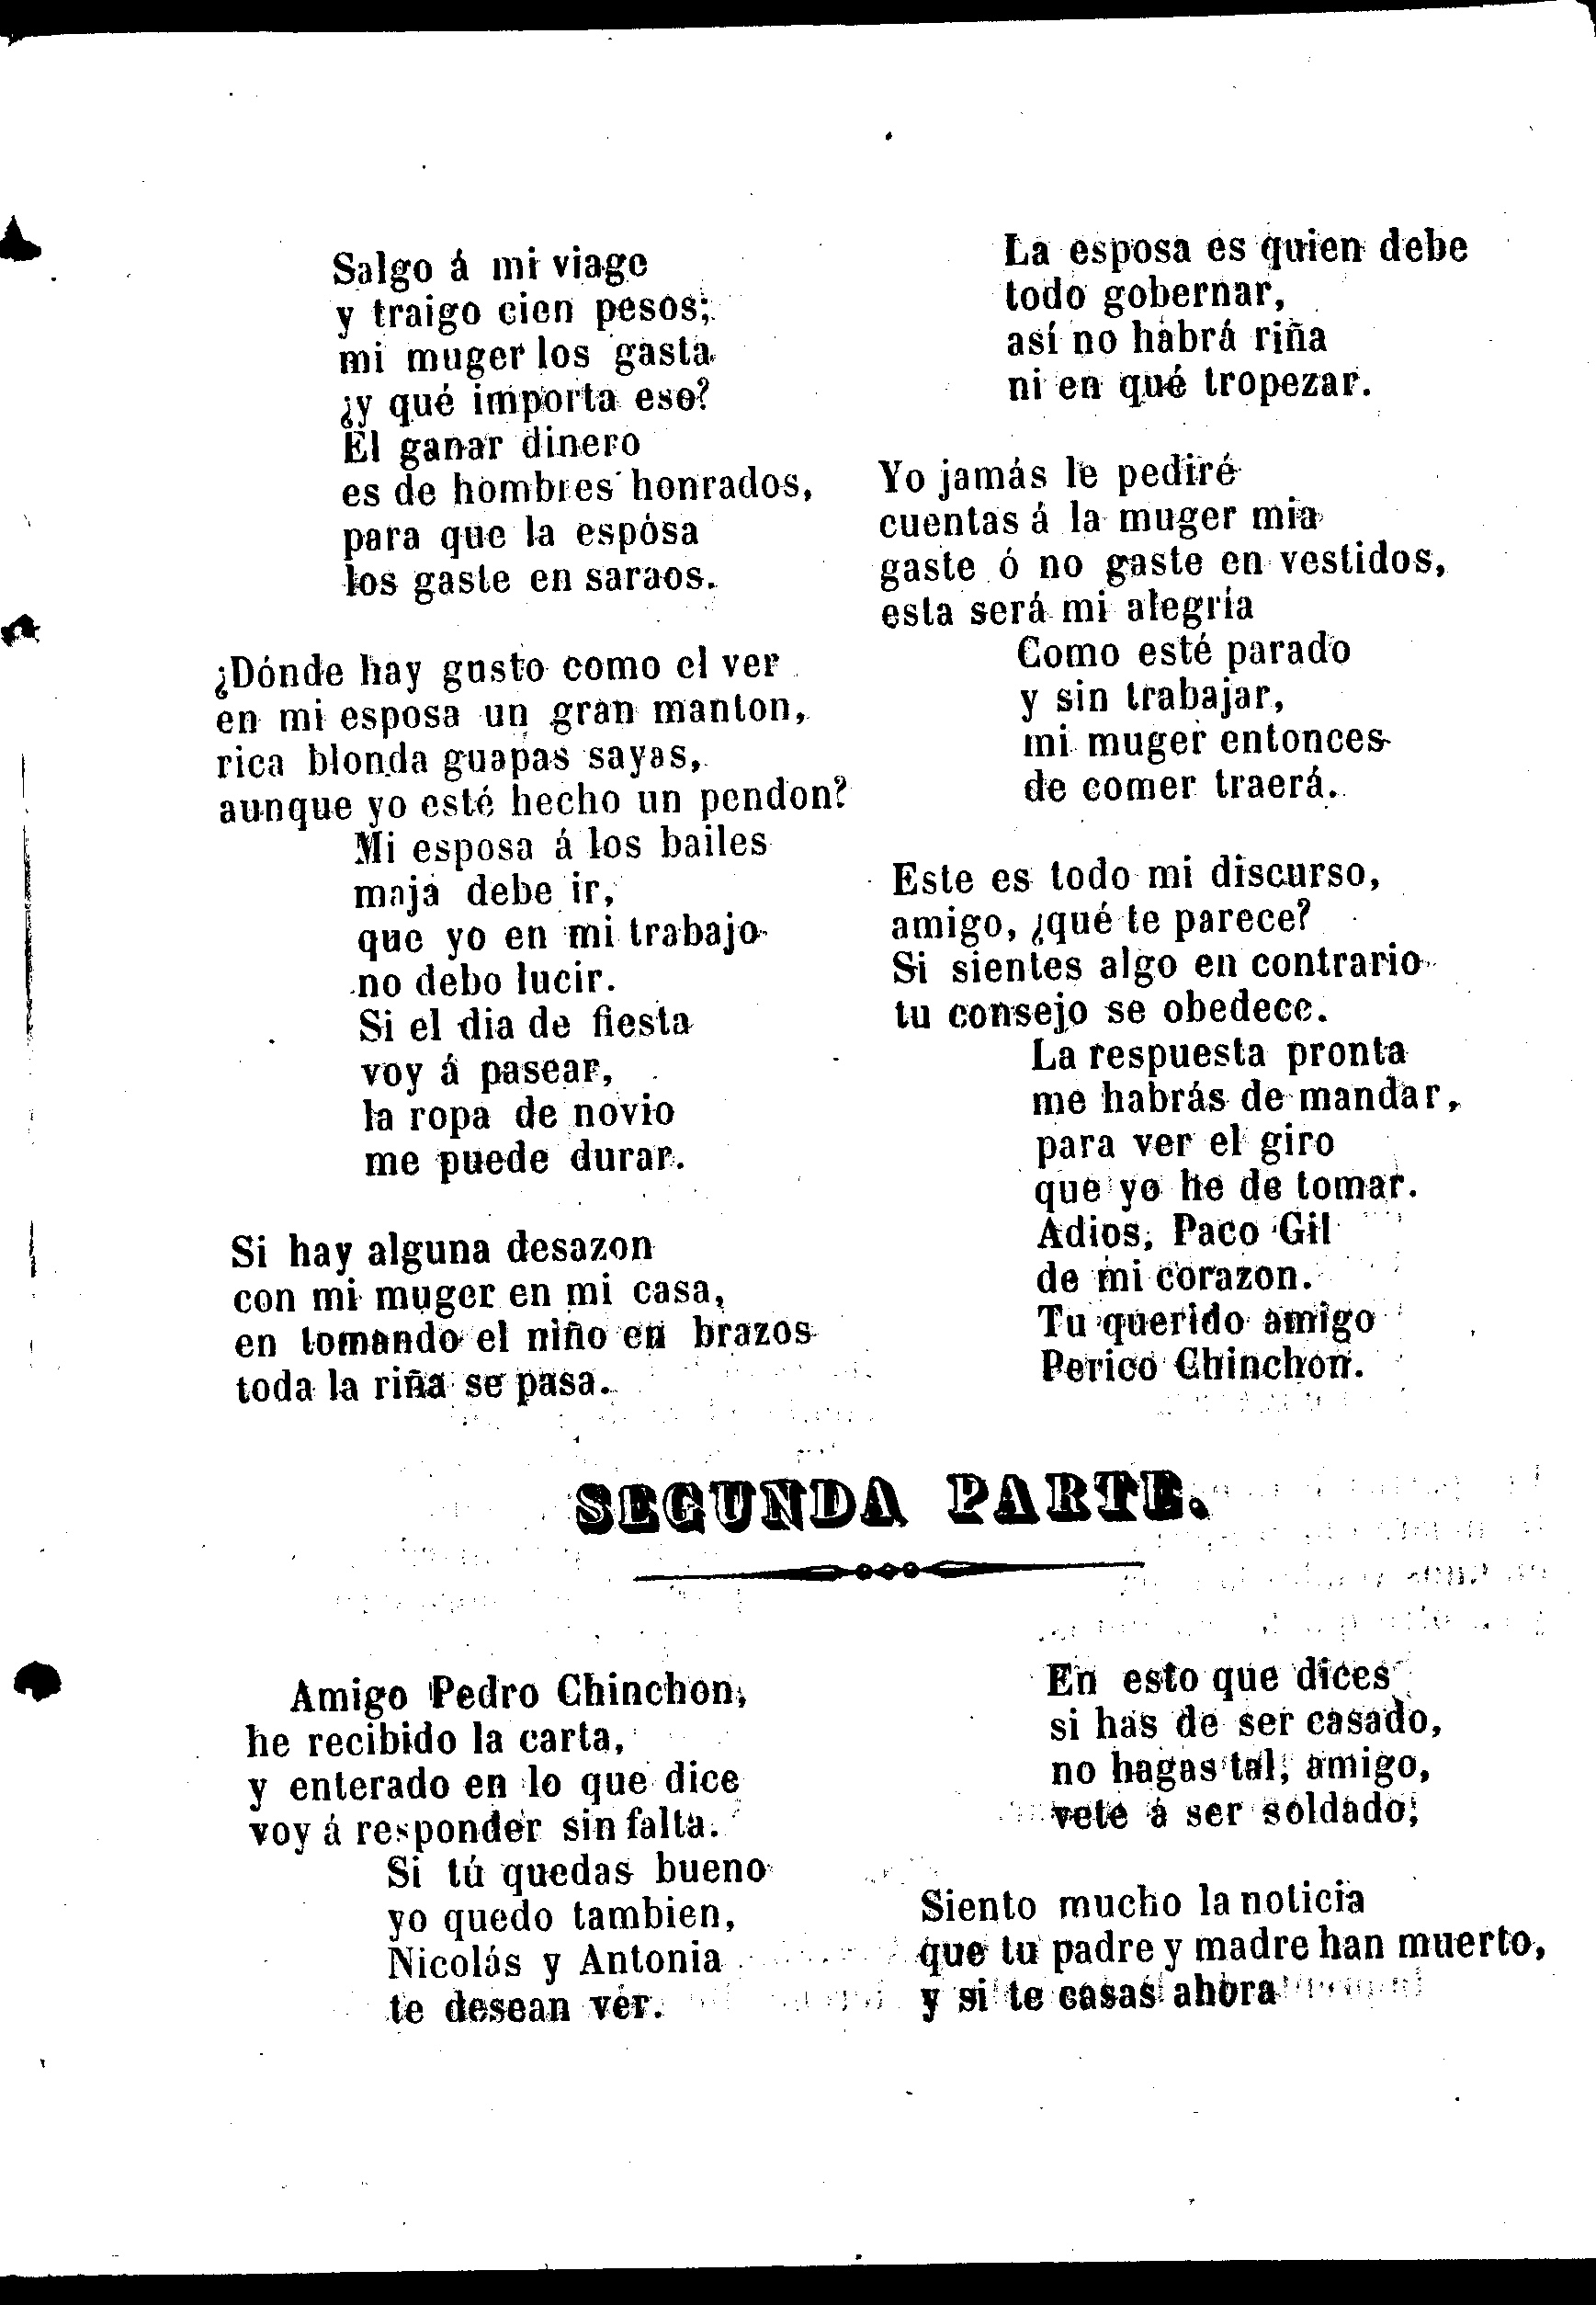 Salgo á mi viage
y traigo cien pesos;
mi muger los gasta
¿y qué importa eso?
El ganar dinero
es de hombres honrados,
para que la espósa
los gaste en saraos.
¿Dónde hay gusto como el ver
en mi esposa un gran manton,
rica blonda guapas sayas,
aunque yo esté hecho un pendon?
Mi esposa á los bailes
maja debe ir,
que yo en mi trabajo
no debo lucir.
Si el dia de fiesta
voy á pasear,
la ropa de novio
me puede durar.
Si hay alguna desazon
con mi muger en mi casa,
en tomando el niño en brazos
toda la riña se pasa.
La esposa es quien debe
todo gobernar,
así no habrá riña
ni en qué tropezar.
Yo jamás le pediré
cuentas á la muger mia
gaste ó no gaste en vestidos,
esta será mi alegría
Como esté parado
y sin trabajar,
mi muger entonces
de comer traerá.
Este es todo mi discurso,
amigo, ¿qué te parece?
Si sientes algo en contrario
tu consejo se obedece.
La respuesta pronta
me habrás de mandar,
para ver el giro
que yo he de tomar.
Adios, Paco Gil
de mi corazon.
Tu querido amigo
Perico Chinchon.
SEGUNDA PARTE.
Amigo Pedro Chinchon,
he recibido la carta,
y enterado en lo que dice
voy á responder sin falta.
Si tú quedas bueno
yo quedo tambien,
Nicolás y Antonia
te desean ver.
En esto que dices
si has de ser casado,
no hagas tal, amigo,
vete á ser soldado;
Siento mucho la noticia
que tu padre y madre han muerto,
y si te casas ahora